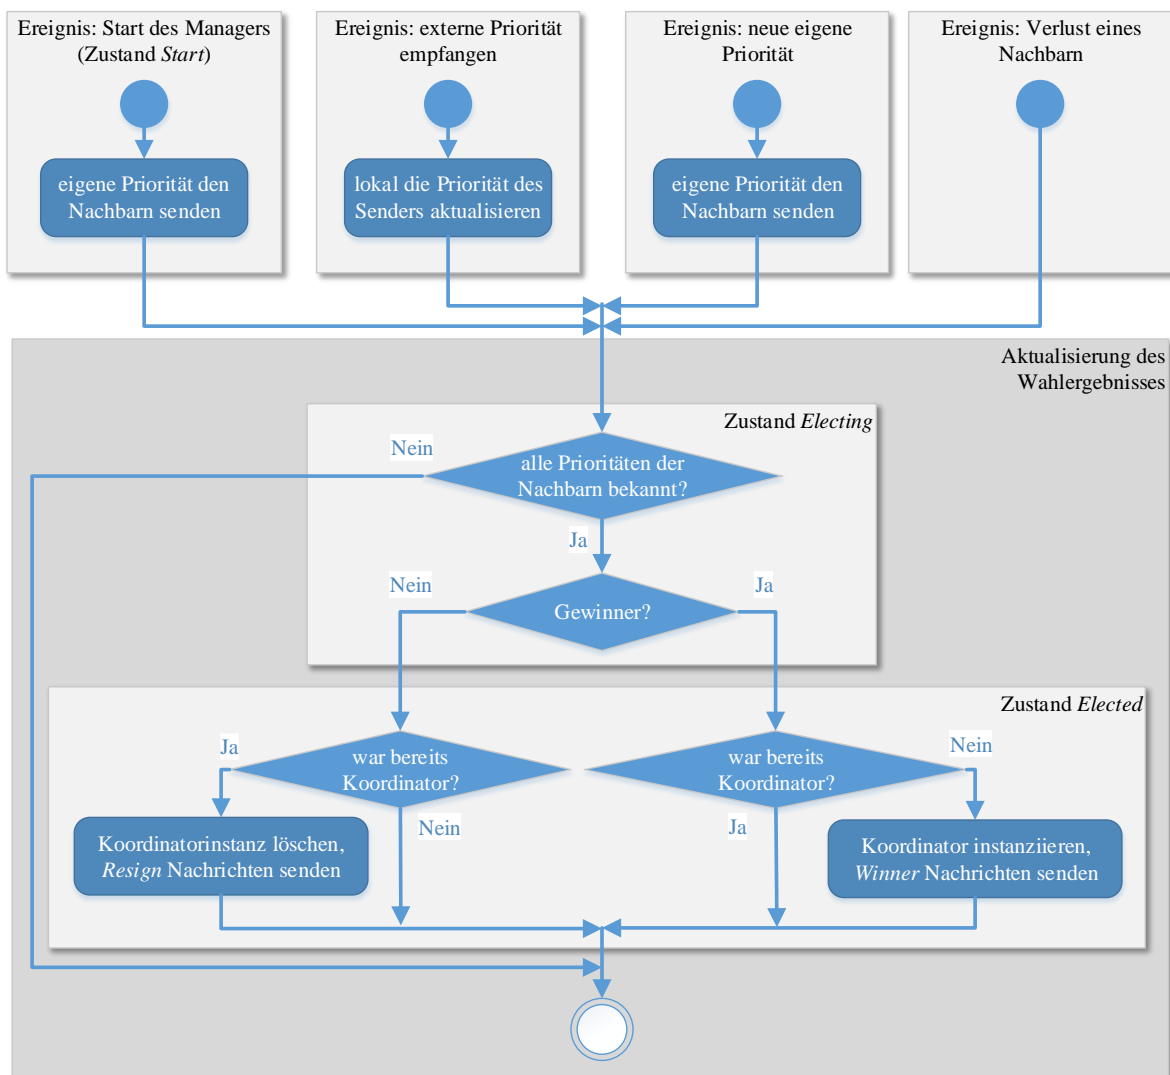 Ereignis: Start des Managers
(Zustand Start)
Ereignis: externe Priorität
empfangen
Ereignis: neue eigene
Priorität
Ereignis: Verlust eines
Nachbarn
eigene Priorität den
Nachbarn senden
lokal die Priorität des
Senders aktualisieren
eigene Priorität den
Nachbarn senden
Aktualisierung des
Wahlergebnisses
Zustand Electing
Nein
alle Prioritäten der
Nachbarn bekannt?
Ja
Nein
Ja
Gewinner?
Zustand Elected
Ja
war bereits
Koordinator?
war bereits
Koordinator?
Nein
Nein
Ja
Koordinatorinstanz löschen,
Resign Nachrichten senden
Koordinator instanziieren,
Winner Nachrichten senden